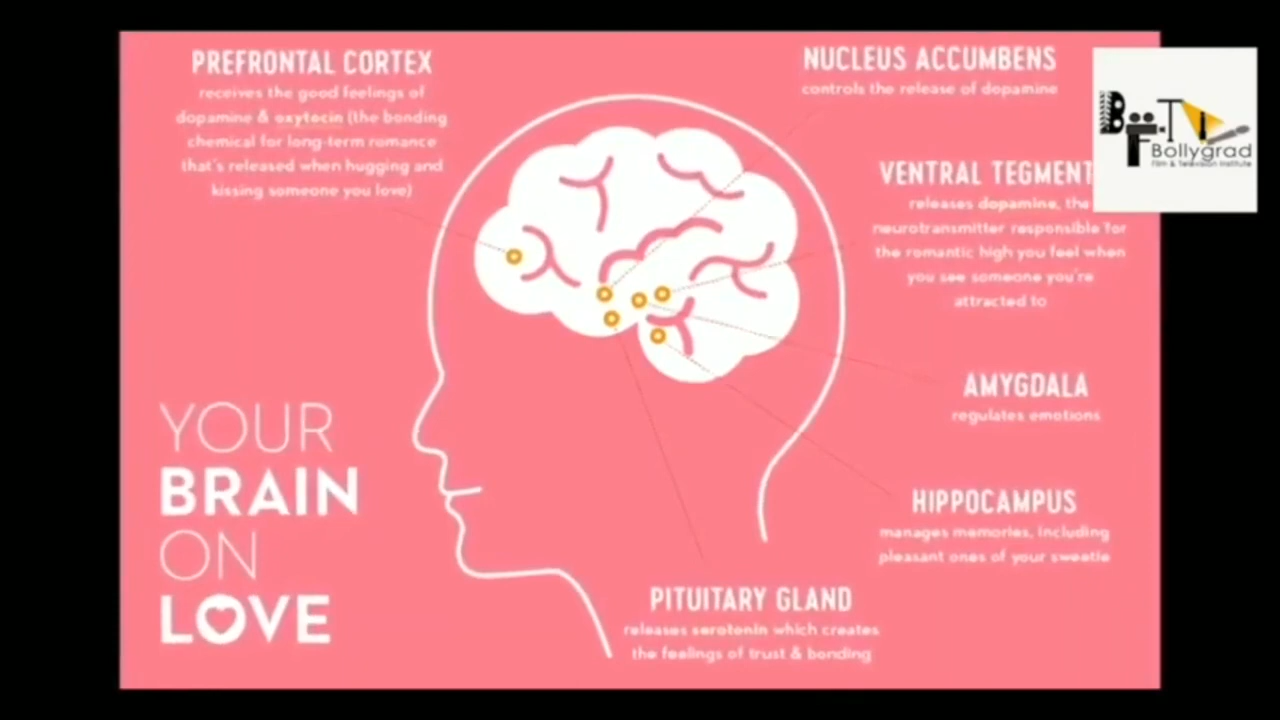 PREFRONTAL CORTEX
receives the good feelings of
dopamine & oxytocin (the bonding
chemical for long-term romance
that's released when hugging and
kissing someone you love)
NUCLEUS ACCUMBENS
controls the release of dopamine
VENTRAL TEGMENT
releases dopamine, the
neurotransmitter responsible for
the romantic high you feel when
you see someone you're
attracted to
AMYGDALA
regulates emotions
HIPPOCAMPUS
manages memories, including
pleasant ones of your sweetie
PITUITARY GLAND
releases serotonin which creates
the feelings of trust & bonding
YOUR
BRAIN
ON
LOVE
BFT
Bollygrad
Film & Television Institute